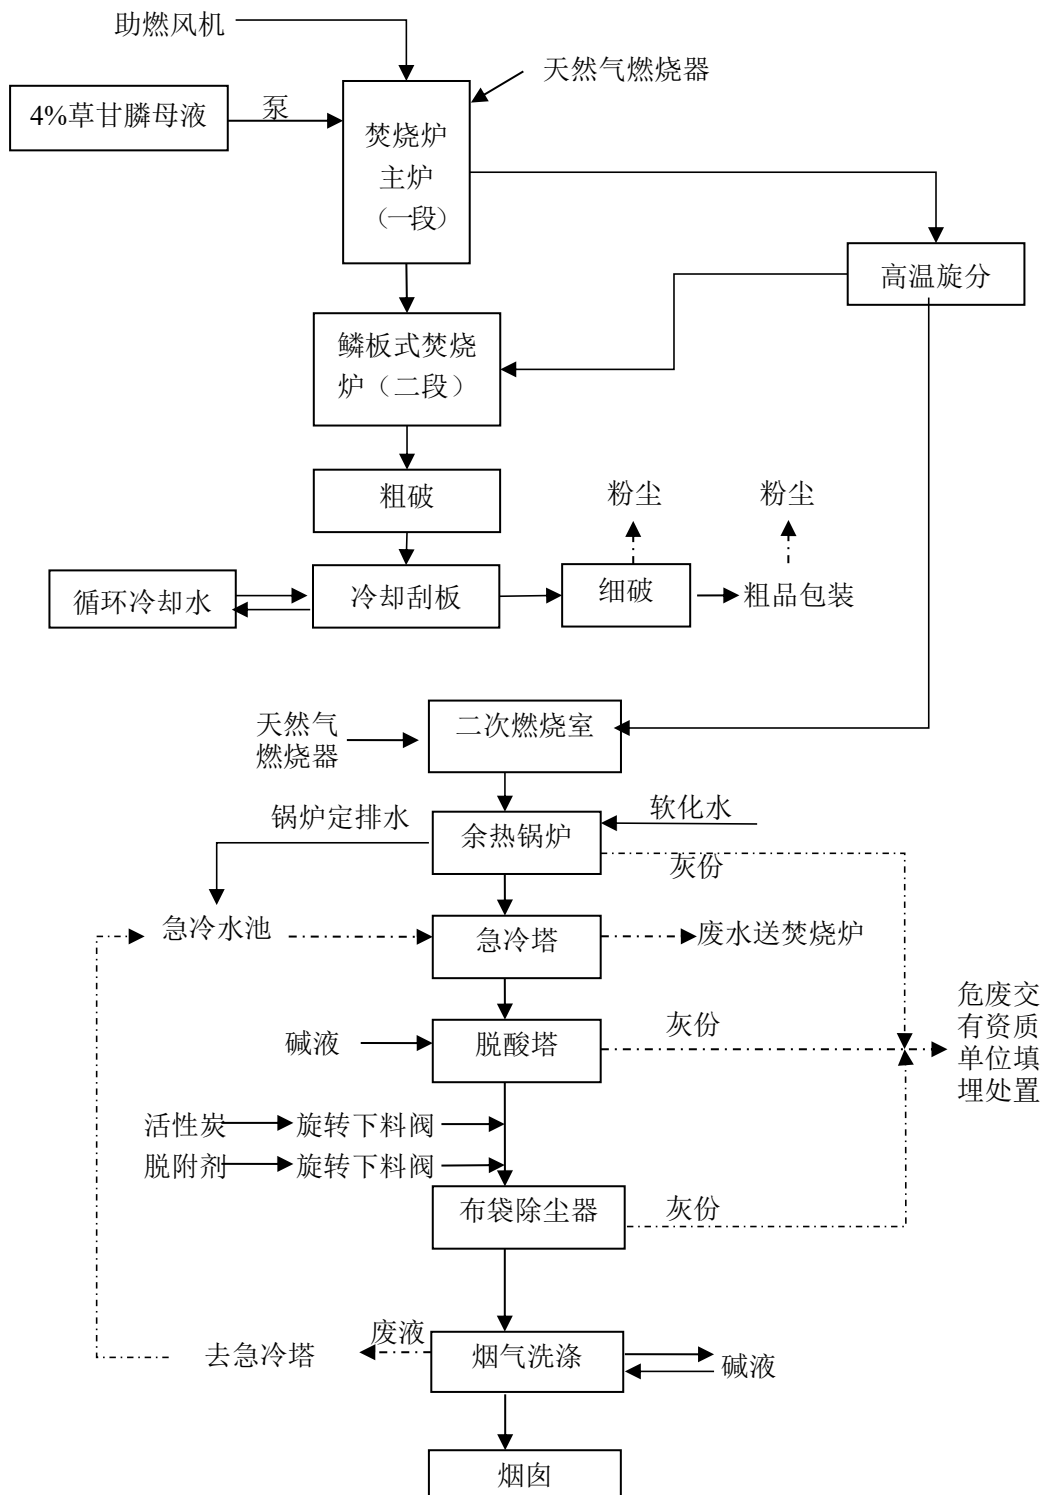 助燃风机
天然气燃烧器
4%草甘膦母液
泵
焚烧炉
主炉
（一段）
高温旋分
鳞板式焚烧
炉（二段）
粗破
粉尘
粉尘
循环冷却水
冷却刮板
细破
粗品包装
天然气
燃烧器
二次燃烧室
锅炉定排水
余热锅炉
软化水
灰份
急冷水池
急冷塔
废水送焚烧炉
碱液
脱酸塔
灰份
危废交
有资质
单位填
埋处置
活性炭
旋转下料阀
脱附剂
旋转下料阀
布袋除尘器
灰份
去急冷塔
废液
烟气洗涤
碱液
烟囱